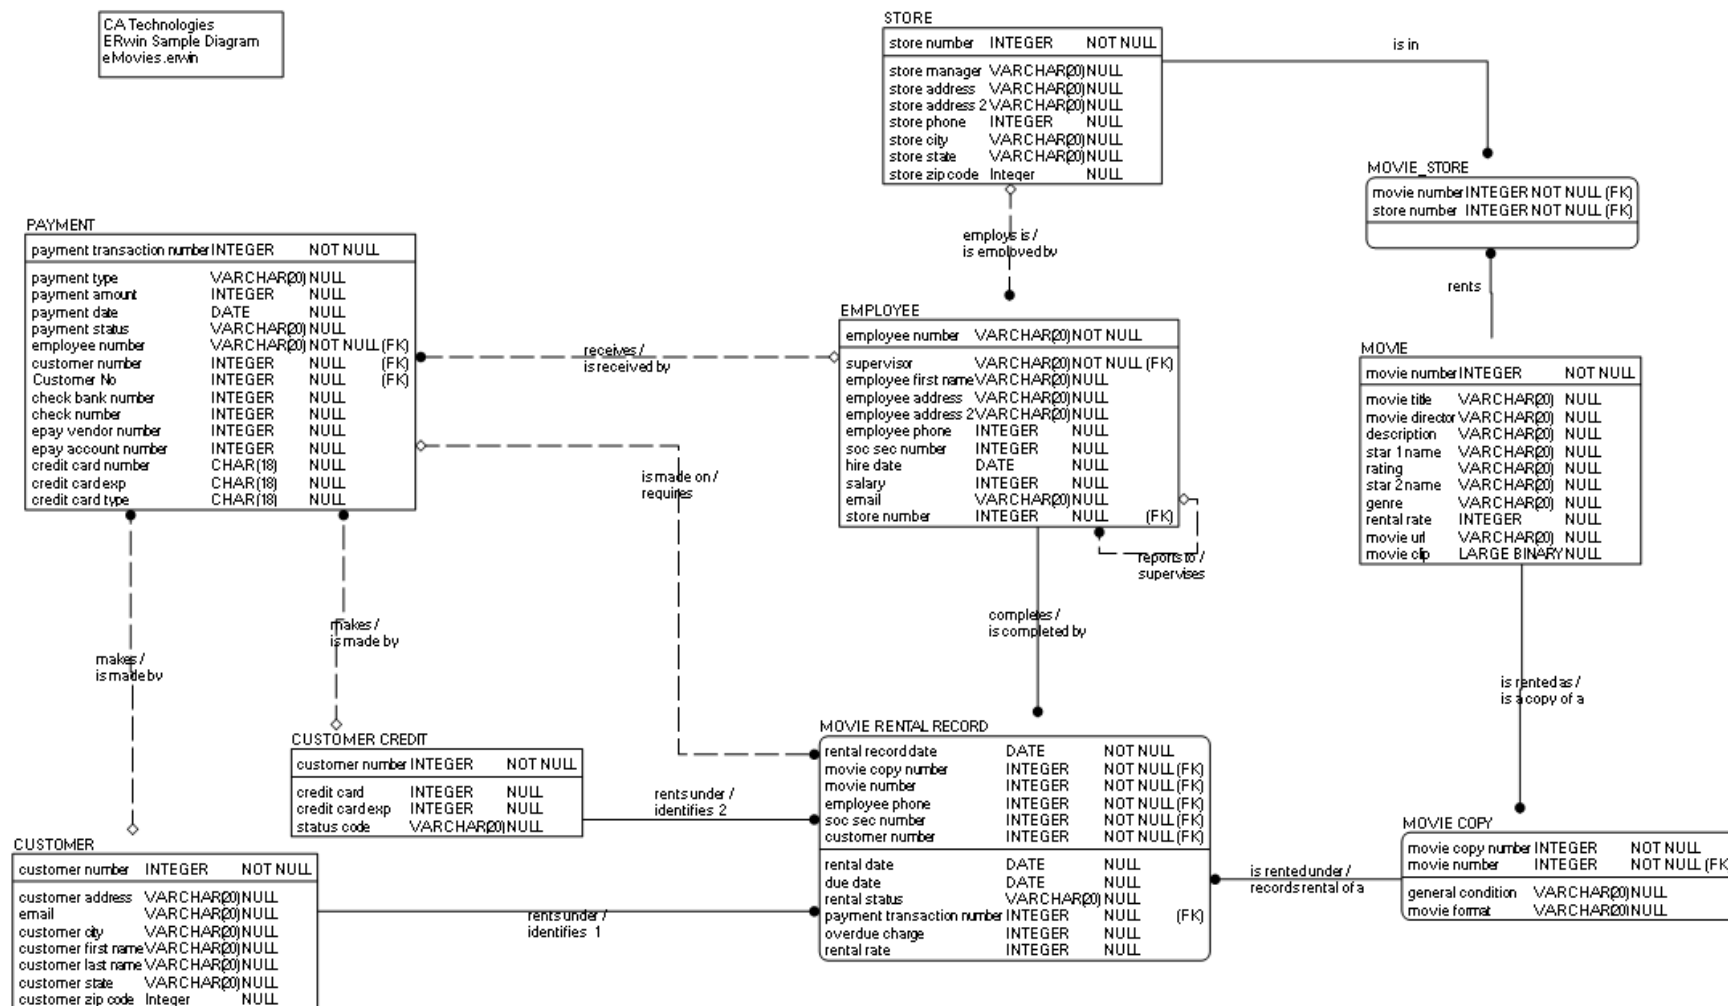 CA Technologies
ERwin Sample Diagram
eMovies.erwin
STORE
store number INTEGER NOT NULL
store manager VARCHAR(20) NULL
store address VARCHAR(20) NULL
store address 2 VARCHAR(20) NULL
store phone INTEGER NULL
store city VARCHAR(20) NULL
store state VARCHAR(20) NULL
store zip code Integer NULL
is in
MOVIE_STORE
movie number INTEGER NOT NULL (FK)
store number INTEGER NOT NULL (FK)
employs is /
is employed by
rents
PAYMENT
payment transaction number INTEGER NOT NULL
payment type VARCHAR(20) NULL
payment amount INTEGER NULL
payment date DATE NULL
payment status VARCHAR(20) NULL
employee number VARCHAR(20) NOT NULL (FK)
customer number INTEGER NULL (FK)
Customer No INTEGER NULL (FK)
check bank number INTEGER NULL
check number INTEGER NULL
epay vendor number INTEGER NULL
epay account number INTEGER NULL
credit card number CHAR(18) NULL
credit card exp CHAR(18) NULL
credit card type CHAR(18) NULL
receives /
is received by
EMPLOYEE
employee number VARCHAR(20) NOT NULL
supervisor VARCHAR(20) NOT NULL (FK)
employee first name VARCHAR(20) NULL
employee address VARCHAR(20) NULL
employee address 2 VARCHAR(20) NULL
employee phone INTEGER NULL
soc sec number INTEGER NULL
hire date DATE NULL
salary INTEGER NULL
email VARCHAR(20) NULL
store number INTEGER NULL (FK)
MOVIE
movie number INTEGER NOT NULL
movie title VARCHAR(20) NULL
movie director VARCHAR(20) NULL
description VARCHAR(20) NULL
star 1 name VARCHAR(20) NULL
rating VARCHAR(20) NULL
star 2 name VARCHAR(20) NULL
genre VARCHAR(20) NULL
rental rate INTEGER NULL
movie url VARCHAR(20) NULL
movie clip LARGE BINARY NULL
is made on /
requires
reports to /
supervises
completes /
is completed by
makes /
is made by
makes /
is made by
is rented as /
is a copy of a
CUSTOMER CREDIT
customer number INTEGER NOT NULL
credit card INTEGER NULL
credit card exp INTEGER NULL
status code VARCHAR(20) NULL
rents under /
identifies 2
MOVIE RENTAL RECORD
rental record date DATE NOT NULL
movie copy number INTEGER NOT NULL (FK)
movie number INTEGER NOT NULL (FK)
employee phone INTEGER NOT NULL (FK)
soc sec number INTEGER NOT NULL (FK)
customer number INTEGER NOT NULL (FK)
rental date DATE NULL
due date DATE NULL
rental status VARCHAR(20) NULL
payment transaction number INTEGER NULL (FK)
overdue charge INTEGER NULL
rental rate INTEGER NULL
is rented under /
records rental of a
MOVIE COPY
movie copy number INTEGER NOT NULL
movie number INTEGER NOT NULL (FK
general condition VARCHAR(20) NULL
movie format VARCHAR(20) NULL
CUSTOMER
customer number INTEGER NOT NULL
customer address VARCHAR(20) NULL
email VARCHAR(20) NULL
customer city VARCHAR(20) NULL
customer first name VARCHAR(20) NULL
customer last name VARCHAR(20) NULL
customer state VARCHAR(20) NULL
customer zip code Integer NULL
rents under /
identifies 1